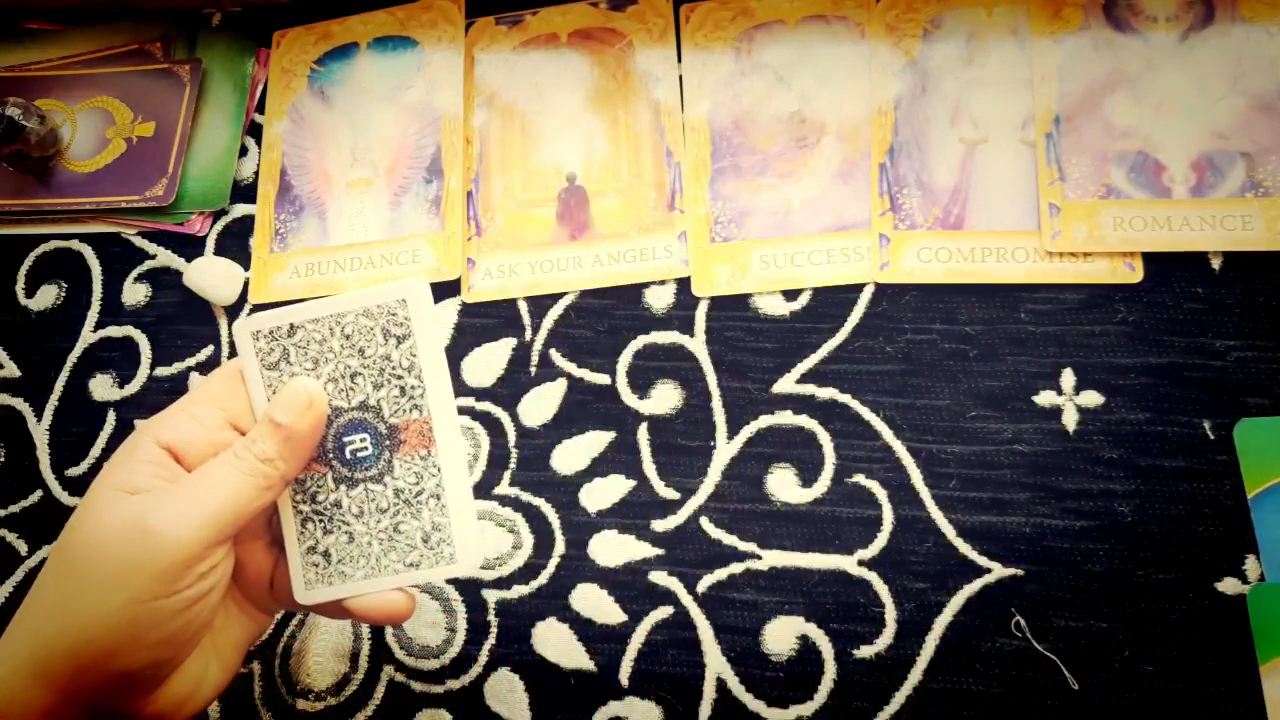 ABUNDANCE
ASK YOUR ANGELS
SUCCESS!
COMPROMISE
ROMANCE